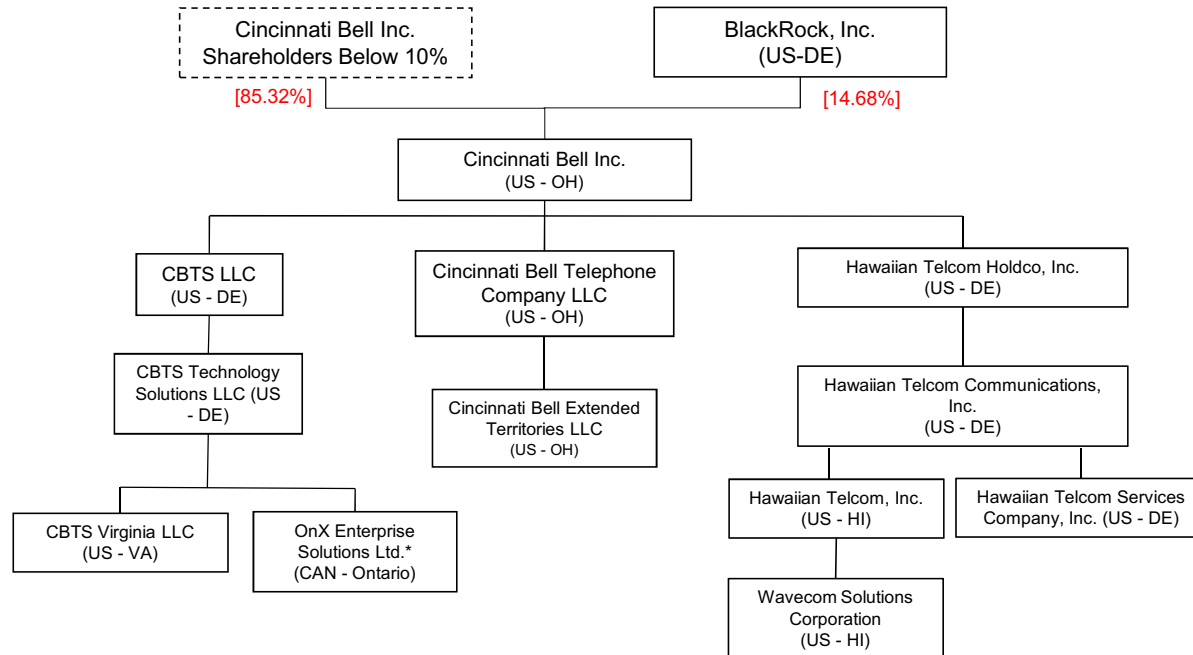 Cincinnati Bell Inc.
Shareholders Below 10%
BlackRock, Inc.
(US-DE)
[85.32%]
[14.68%]
Cincinnati Bell Inc.
(US - OH)
CBTS LLC
(US - DE)
Cincinnati Bell Telephone
Company LLC
(US - OH)
Hawaiian Telcom Holdco, Inc.
(US - DE)
CBTS Technology
Solutions LLC (US
- DE)
Cincinnati Bell Extended
Territories LLC
(US - OH)
Hawaiian Telcom Communications,
Inc.
(US - DE)
CBTS Virginia LLC
(US - VA)
OnX Enterprise
Solutions Ltd.*
(CAN - Ontario)
Hawaiian Telcom, Inc.
(US - HI)
Hawaiian Telcom Services
Company, Inc. (US - DE)
Wavecom Solutions
Corporation
(US - HI)